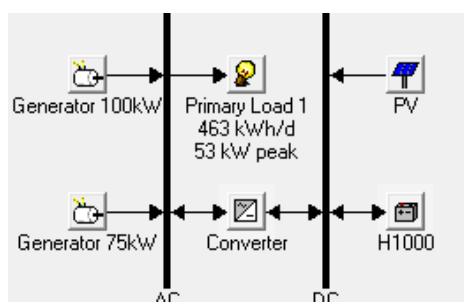 Generator 100kW
Primary Load 1
463 kWh/d
53 kW peak
PV
Generator 75kW
Converter
H1000
AC
DC